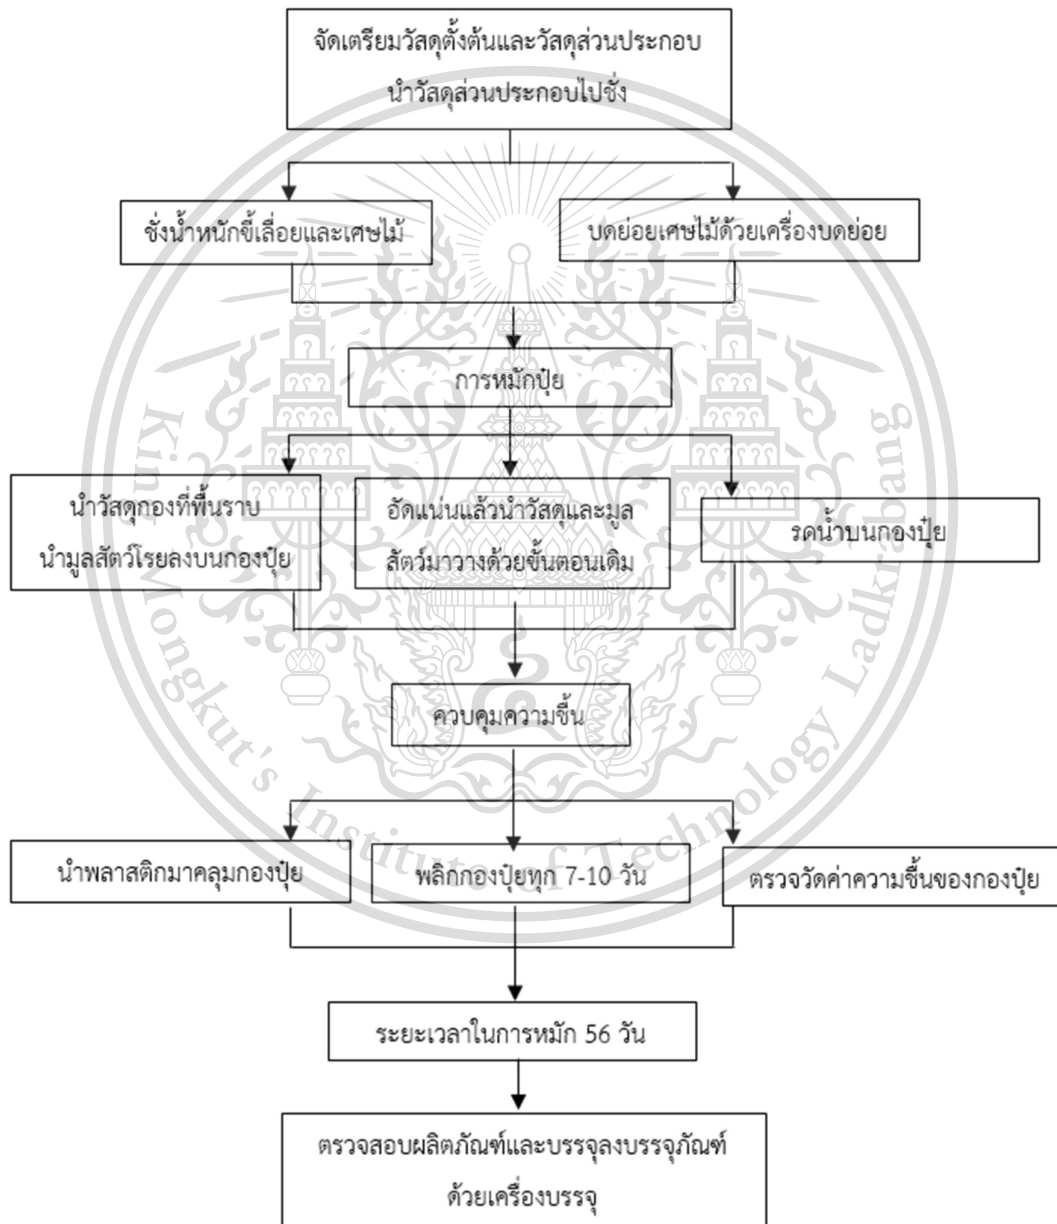 จัดเตรียมวัสดุตั้งต้นและวัสดุส่วนประกอบ
นำวัสดุส่วนประกอบไปชั่ง
ชั่งน้ำหนักขี้เลื่อยและเศษไม้
บดย่อยเศษไม้ด้วยเครื่องบดย่อย
การหมักปุ๋ย
นำวัสดุกองที่พื้นราบ
นำมูลสัตว์โรยลงบนกองปุ๋ย
อัดแน่นแล้วนำวัสดุและมูล
สัตว์มาวางด้วยขั้นตอนเดิม
รดน้ำบนกองปุ๋ย
ควบคุมความชื้น
นำพลาสติกมาคลุมกองปุ๋ย
พลิกกองปุ๋ยทุก 7-10 วัน
ตรวจวัดค่าความชื้นของกองปุ๋ย
ระยะเวลาในการหมัก 56 วัน
ตรวจสอบผลิตภัณฑ์และบรรจุลงบรรจุภัณฑ์
ด้วยเครื่องบรรจุ
King Mongkut's Institute of Technology Ladkrabang